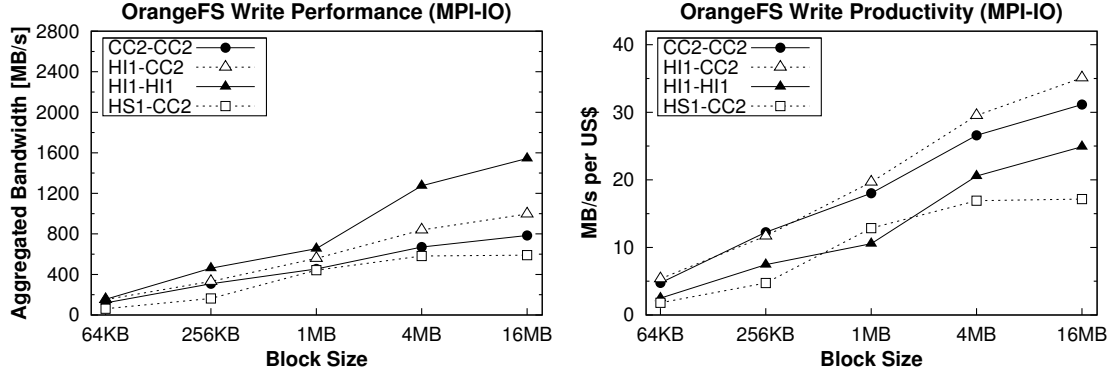 OrangeFS Write Performance (MPI-IO)
Aggregated Bandwidth [MB/s]
2800
2400
2000
1600
1200
800
400
0
CC2-CC2
HI1-CC2
HI1-HI1
HS1-CC2
64KB 256KB 1MB 4MB 16MB
Block Size
OrangeFS Write Productivity (MPI-IO)
MB/s per US$
40
30
20
10
0
CC2-CC2
HI1-CC2
HI1-HI1
HS1-CC2
64KB 256KB 1MB 4MB 16MB
Block Size